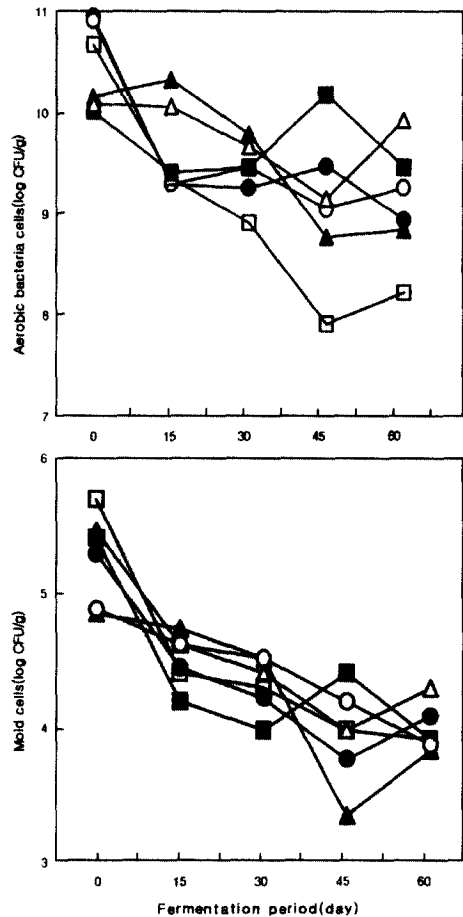 11
10
9
8
7
Aerobic bacteria cells(log CFU/g)
0 15 30 45 60
6
5
4
3
Mold cells(log CFU/g)
0 15 30 45 60
Fermentation period(day)